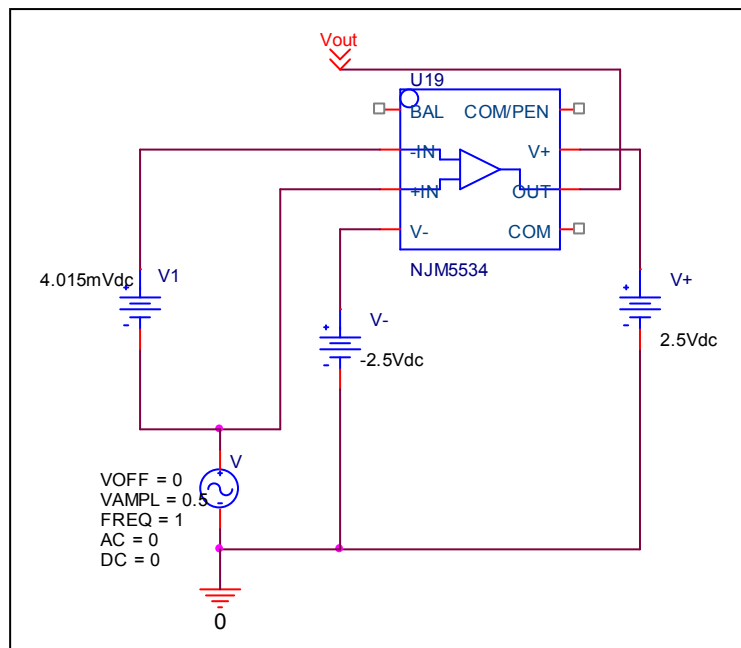 Vout
U19
BAL
COM/PEN
-IN
V+
+IN
OUT
V-
COM
NJM5534
4.015mVdc
V1
+
-
V-
+
-
-2.5Vdc
V+
+
-
2.5Vdc
V
+
-
VOFF = 0
VAMPL = 0.5
FREQ = 1
AC = 0
DC = 0
0